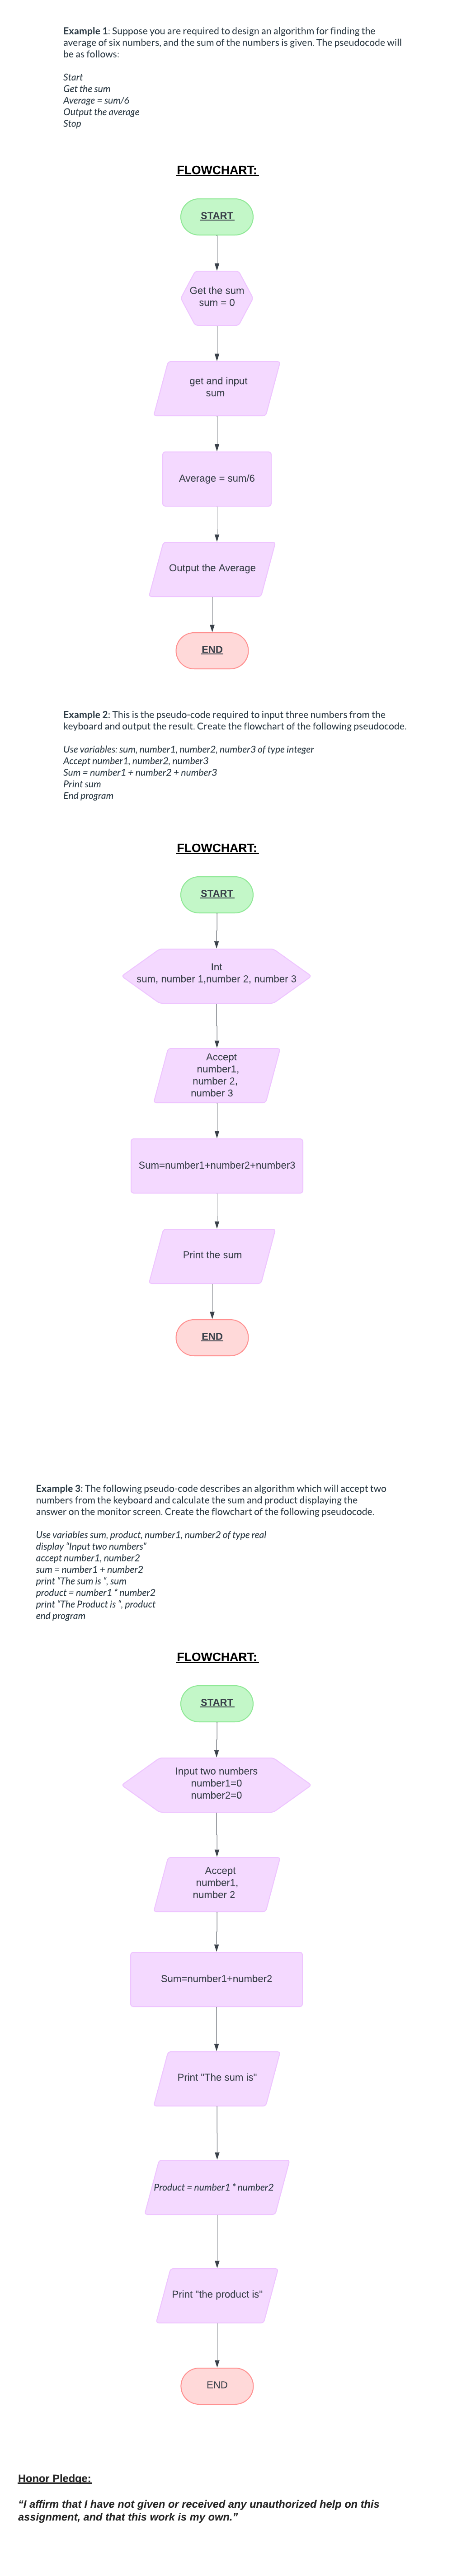 Example 1: Suppose you are required to design an algorithm for finding the
average of six numbers, and the sum of the numbers is given. The pseudocode will
be as follows:
Start
Get the sum
Average = sum/6
Output the average
Stop
FLOWCHART:
START
Get the sum
sum = 0
get and input
sum
Average = sum/6
Output the Average
END
Example 2: This is the pseudo-code required to input three numbers from the
keyboard and output the result. Create the flowchart of the following pseudocode.
Use variables: sum, number1, number2, number3 of type integer
Accept number1, number2, number3
Sum = number1 + number2 + number3
Print sum
End program
FLOWCHART:
START
Int
sum, number 1,number 2, number 3
Accept
number1,
number 2,
number 3
Sum=number1+number2+number3
Print the sum
END
Example 3: The following pseudo-code describes an algorithm which will accept two
numbers from the keyboard and calculate the sum and product displaying the
answer on the monitor screen. Create the flowchart of the following pseudocode.
Use variables sum, product, number1, number2 of type real
display “Input two numbers”
accept number1, number2
sum = number1 + number2
print “The sum is “, sum
product = number1 * number2
print “The Product is “, product
end program
FLOWCHART:
START
Input two numbers
number1=0
number2=0
Accept
number1,
number 2
Sum=number1+number2
Print "The sum is"
Product = number1 * number2
Print "the product is"
END
Honor Pledge:
“I affirm that I have not given or received any unauthorized help on this
assignment, and that this work is my own.”